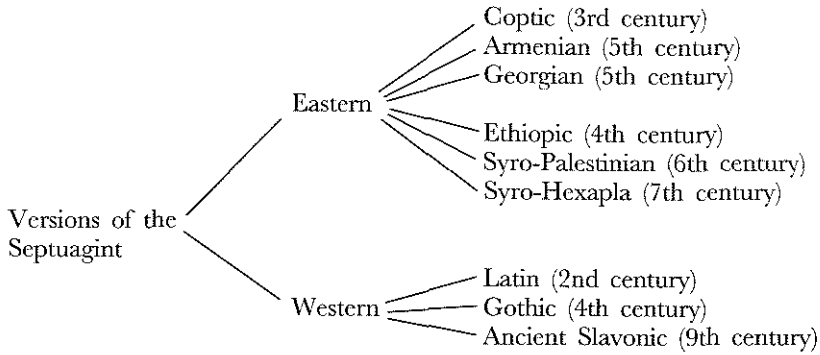 Coptic (3rd century)
Armenian (5th century)
Georgian (5th century)
Eastern
Ethiopic (4th century)
Syro-Palestinian (6th century)
Syro-Hexapla (7th century)
Versions of the
Septuagint
Latin (2nd century)
Western
Gothic (4th century)
Ancient Slavonic (9th century)